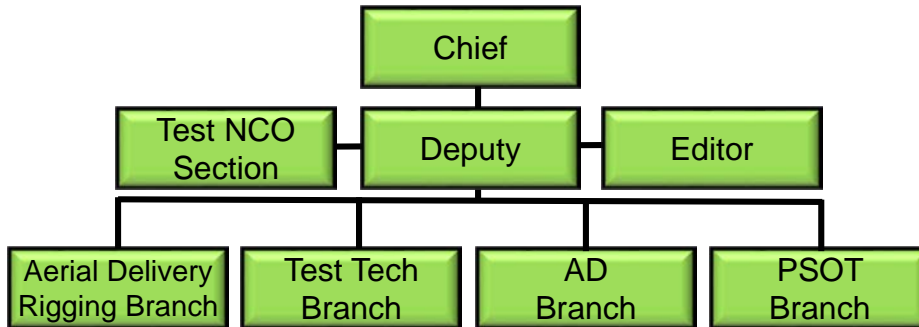 Chief
Test NCO
Section
Deputy
Editor
Aerial Delivery
Rigging Branch
Test Tech
Branch
AD
Branch
PSOT
Branch